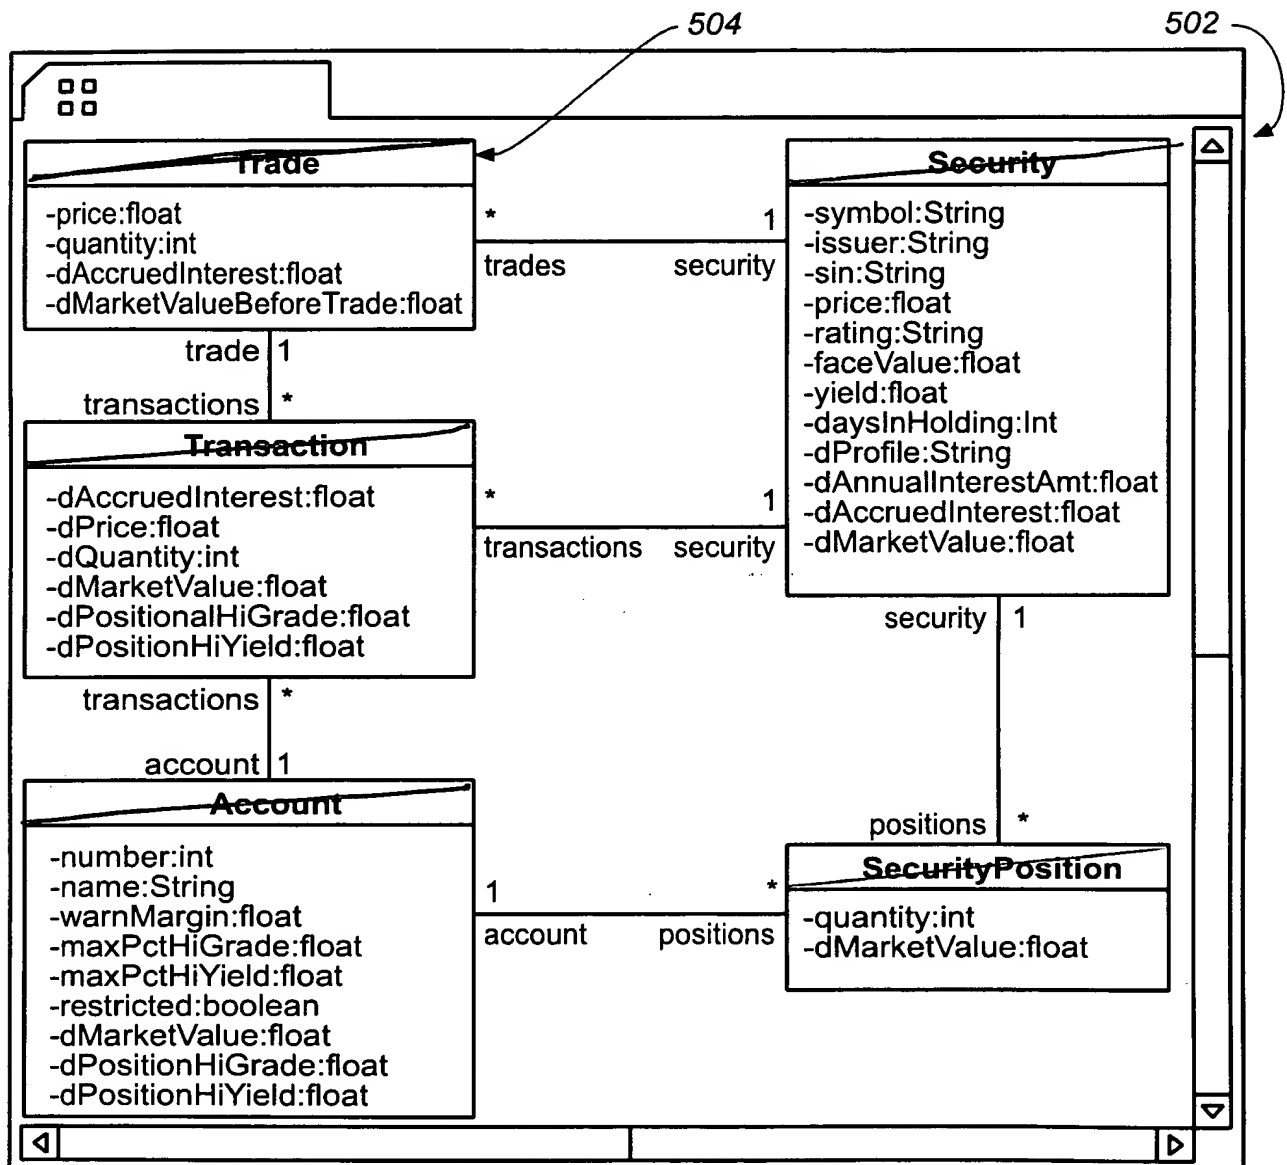 504
502
Trade
-price:float
-quantity:int
-dAccruedInterest:float
-dMarketValueBeforeTrade:float
* 1
trades security
Security
-symbol:String
-issuer:String
-sin:String
-price:float
-rating:String
-faceValue:float
-yield:float
-daysInHolding:Int
-dProfile:String
-dAnnualInterestAmt:float
-dAccruedInterest:float
-dMarketValue:float
trade 1
transactions *
Transaction
-dAccruedInterest:float
-dPrice:float
-dQuantity:int
-dMarketValue:float
-dPositionalHiGrade:float
-dPositionHiYield:float
* 1
transactions security
security 1
positions *
transactions *
account 1
Account
-number:int
-name:String
-warnMargin:float
-maxPctHiGrade:float
-maxPctHiYield:float
-restricted:boolean
-dMarketValue:float
-dPositionHiGrade:float
-dPositionHiYield:float
1 *
account positions
SecurityPosition
-quantity:int
-dMarketValue:float